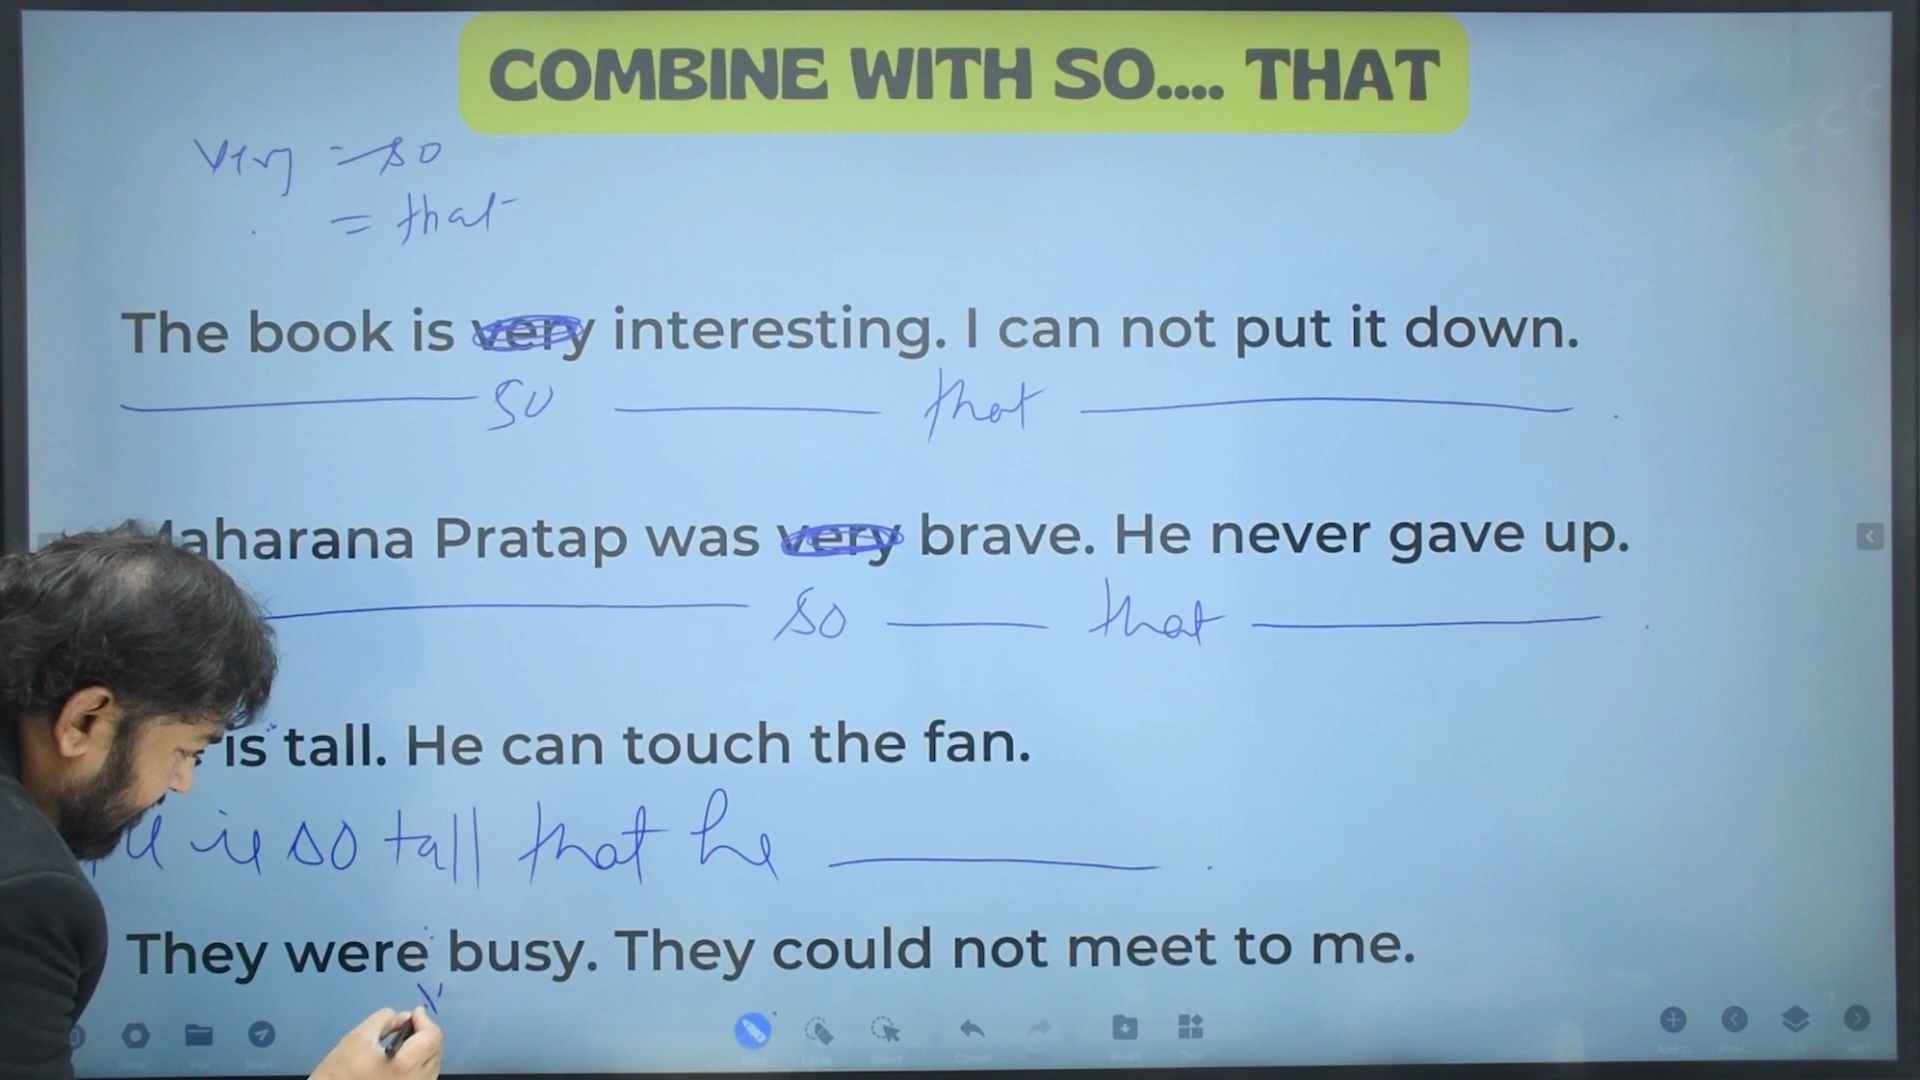 COMBINE WITH SO.... THAT
very = so
= that
The book is very interesting. I can not put it down.
so that .
aharana Pratap was very brave. He never gave up.
so that .
is tall. He can touch the fan.
is so tall that he .
They were busy. They could not meet to me.